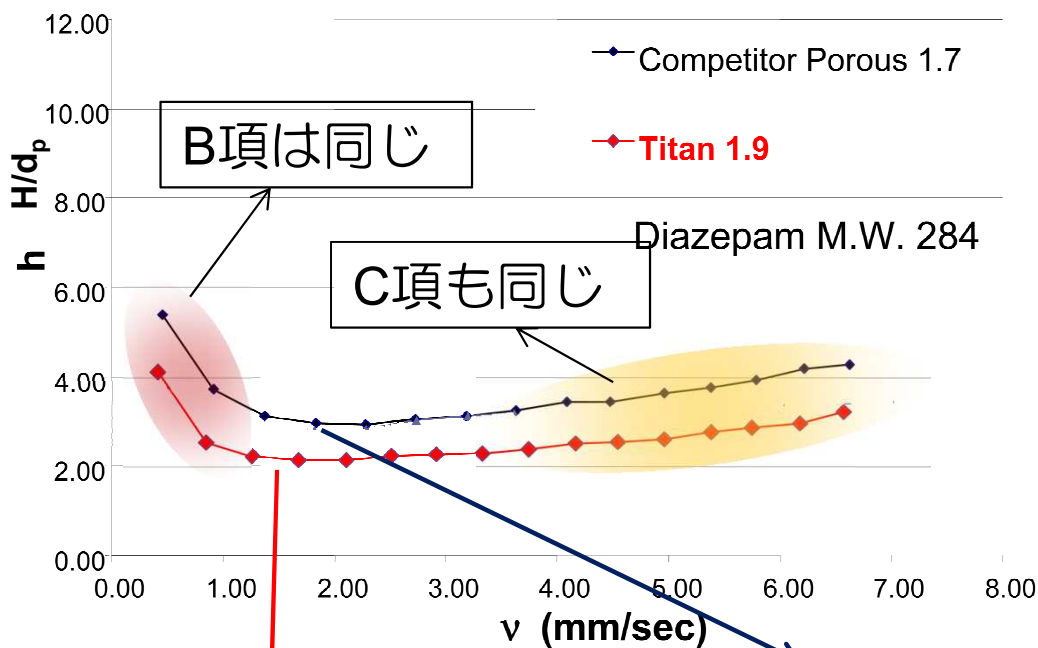 12.00
Competitor Porous 1.7
10.00
B項は同じ
Titan 1.9
H/dp
8.00
Diazepam M.W. 284
h
C項も同じ
6.00
4.00
2.00
0.00
0.00 1.00 2.00 3.00 4.00 5.00 6.00 7.00 8.00
ν (mm/sec)